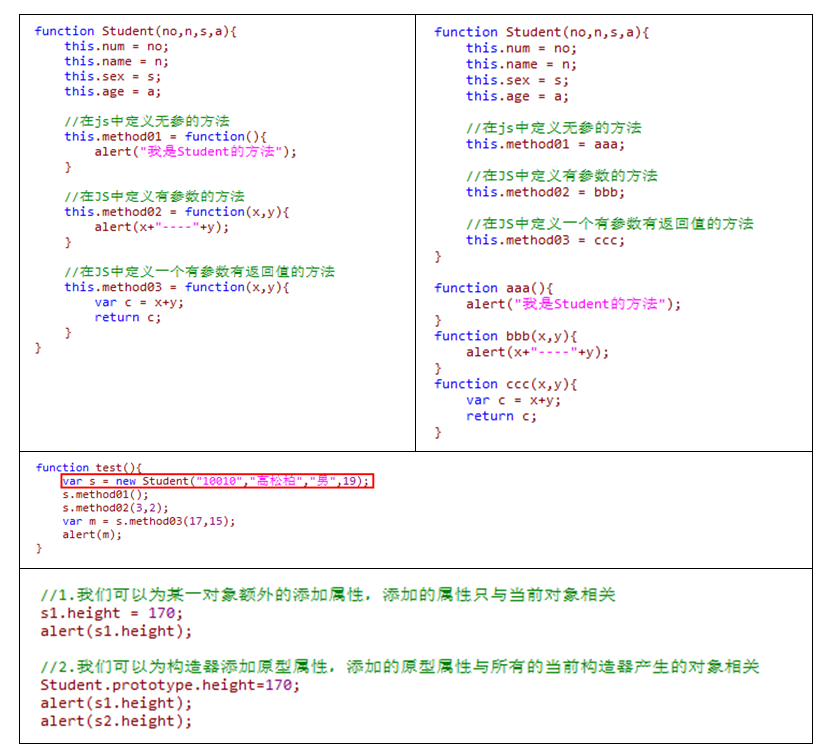 function Student(no,n,s,a){
    this.num = no;
    this.name = n;
    this.sex = s;
    this.age = a;

    //在js中定义无参的方法
    this.method01 = function(){
        alert("我是Student的方法");
    }

    //在JS中定义有参数的方法
    this.method02 = function(x,y){
        alert(x+"----"+y);
    }

    //在JS中定义一个有参数有返回值的方法
    this.method03 = function(x,y){
        var c = x+y;
        return c;
    }
}
function Student(no,n,s,a){
    this.num = no;
    this.name = n;
    this.sex = s;
    this.age = a;

    //在js中定义无参的方法
    this.method01 = aaa;

    //在JS中定义有参数的方法
    this.method02 = bbb;

    //在JS中定义一个有参数有返回值的方法
    this.method03 = ccc;
}

function aaa(){
    alert("我是Student的方法");
}
function bbb(x,y){
    alert(x+"----"+y);
}
function ccc(x,y){
    var c = x+y;
    return c;
}
function test(){
    var s = new Student("10010","高松柏","男",19);
    s.method01();
    s.method02(3,2);
    var m = s.method03(17,15);
    alert(m);
}
//1.我们可以为某一对象额外的添加属性，添加的属性只与当前对象相关
s1.height = 170;
alert(s1.height);

//2.我们可以为构造器添加原型属性，添加的原型属性与所有的当前构造器产生的对象相关
Student.prototype.height=170;
alert(s1.height);
alert(s2.height);